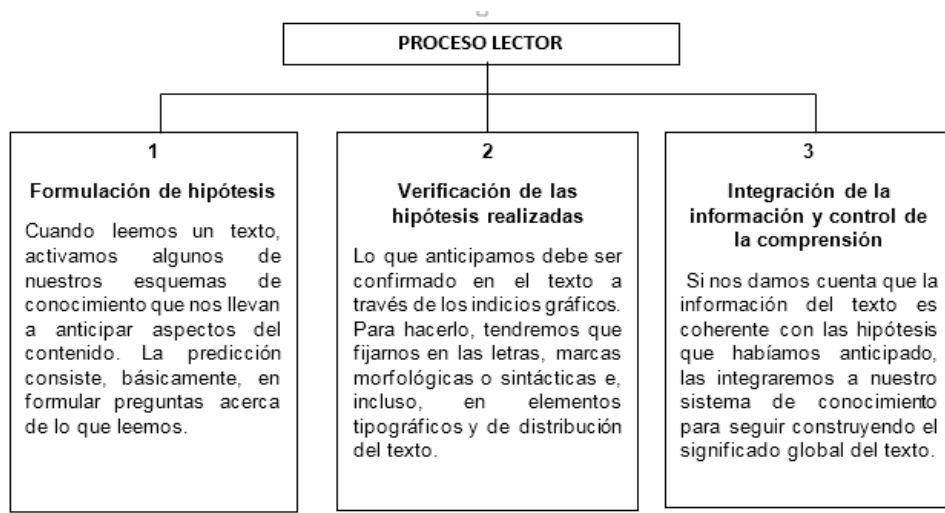 PROCESO LECTOR
1
Formulación de hipótesis
Cuando leemos un texto,
activamos algunos de
nuestros esquemas de
conocimiento que nos llevan
a anticipar aspectos del
contenido. La predicción
consiste, básicamente, en
formular preguntas acerca
de lo que leemos.
2
Verificación de las
hipótesis realizadas
Lo que anticipamos debe ser
confirmado en el texto a
través de los indicios gráficos.
Para hacerlo, tendremos que
fijarnos en las letras, marcas
morfológicas o sintácticas e,
incluso, en elementos
tipográficos y de distribución
del texto.
3
Integración de la
información y control de
la comprensión
Si nos damos cuenta que la
información del texto es
coherente con las hipótesis
que habíamos anticipado,
las integraremos a nuestro
sistema de conocimiento
para seguir construyendo el
significado global del texto.